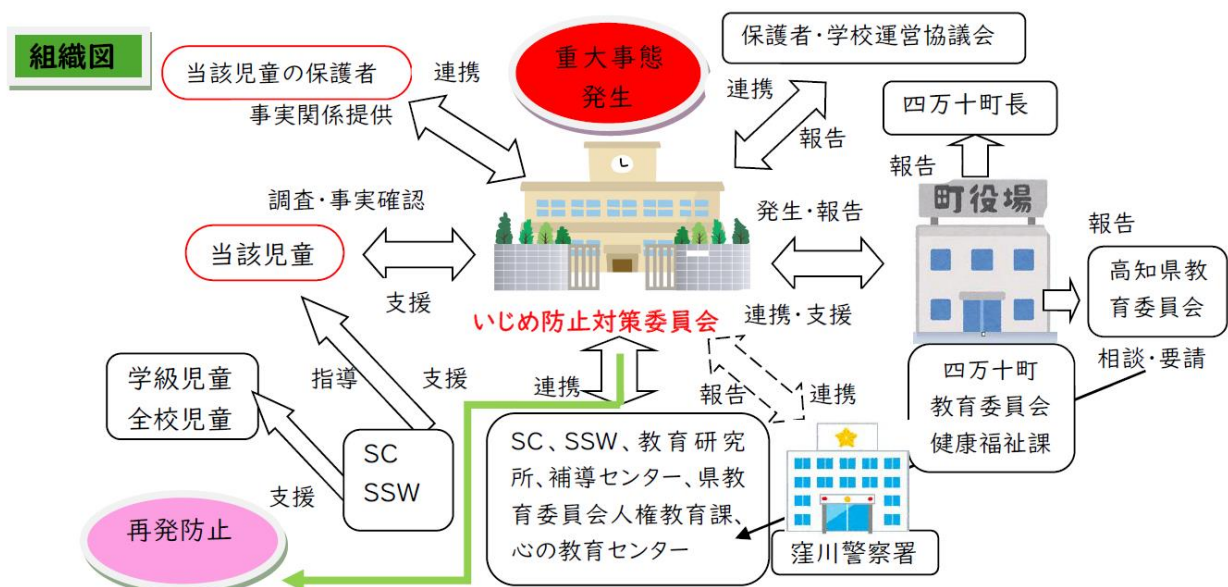 組織図
当該児童の保護者
連携
事実関係提供
重大事態
発生
保護者・学校運営協議会
連携
報告
四万十町長
報告
町役場
報告
高知県教
育委員会
相談・要請
調査・事実確認
当該児童
支援
発生・報告
連携・支援
いじめ防止対策委員会
連携
報告
連携
四万十町
教育委員会
健康福祉課
学級児童
全校児童
指導
支援
SC
SSW
支援
SC、SSW、教育研究
所、補導センター、県教
育委員会人権教育課、
心の教育センター
窪川警察署
再発防止